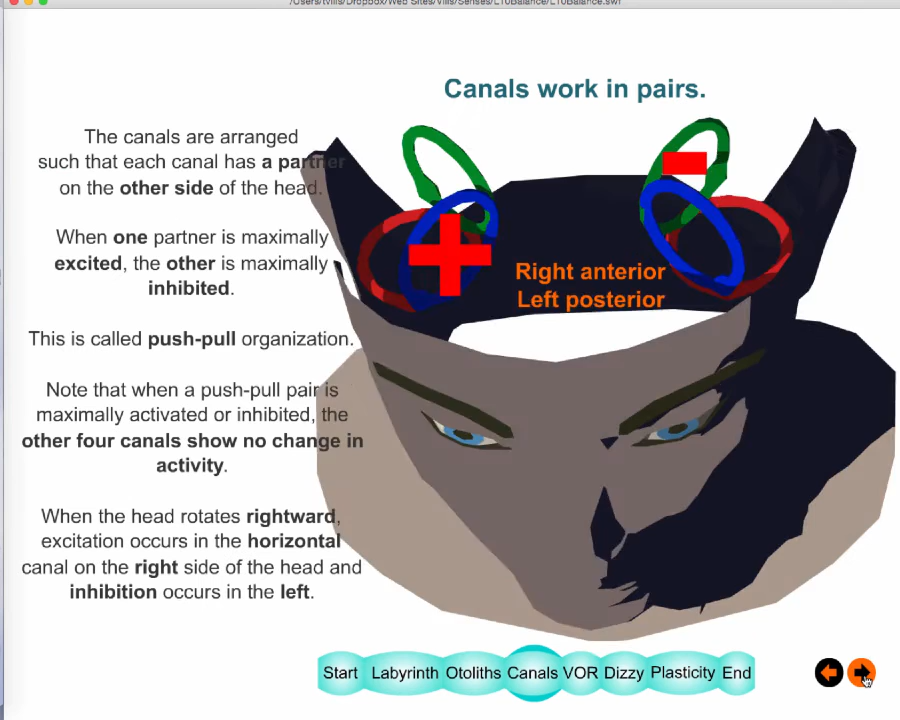 /Users/tvilis/Dropbox/Web Sites/Vilis/Senses/L10Balance/L10Balance.swf
Canals work in pairs.
The canals are arranged
such that each canal has a partner
on the other side of the head.
When one partner is maximally
excited, the other is maximally
inhibited.
This is called push-pull organization.
Note that when a push-pull pair is
maximally activated or inhibited, the
other four canals show no change in
activity.
When the head rotates rightward,
excitation occurs in the horizontal
canal on the right side of the head and
inhibition occurs in the left.
Right anterior
Left posterior
Start Labyrinth Otoliths Canals VOR Dizzy Plasticity End